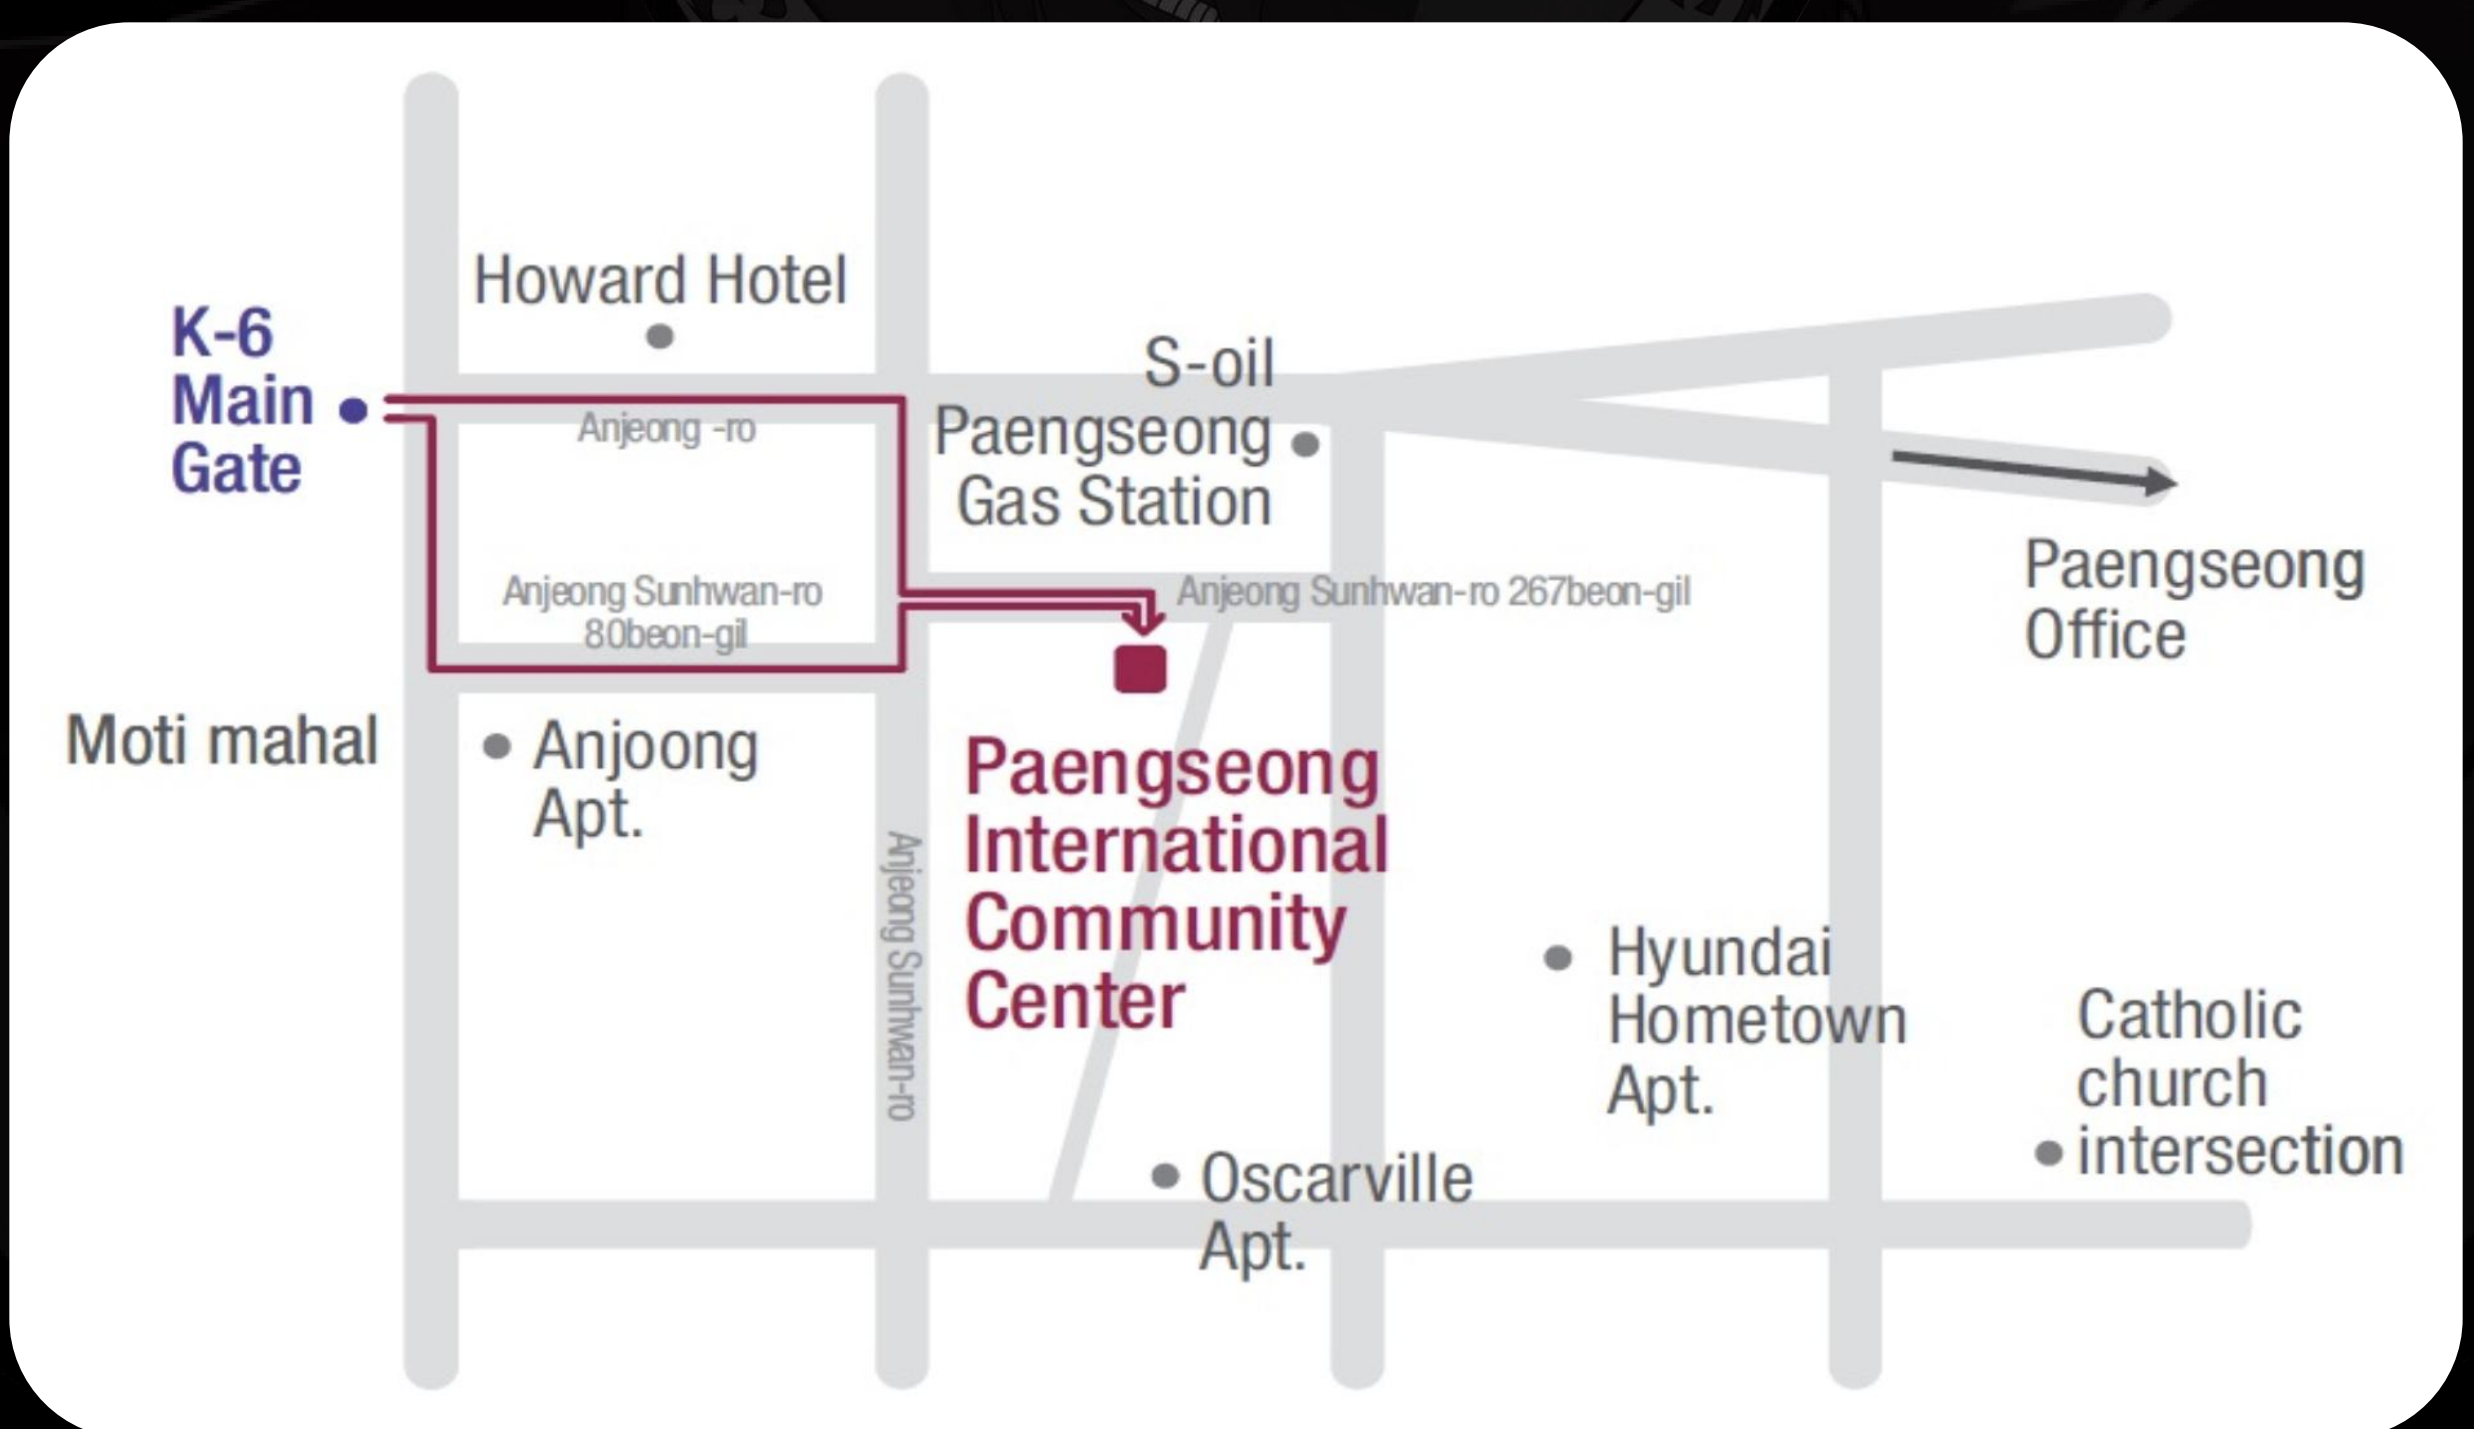 Howard Hotel
K-6
Main
Gate
S-oil
Paengseong
Gas Station
Anjeong -ro
Anjeong Sunhwan-ro
80beon-gil
Anjeong Sunhwan-ro 267beon-gil
Paengseong
Office
Moti mahal
Anjoong
Apt.
Paengseong
International
Community
Center
Anjeong Sunhwan-ro
Hyundai
Hometown
Apt.
Catholic
church
intersection
Oscarville
Apt.